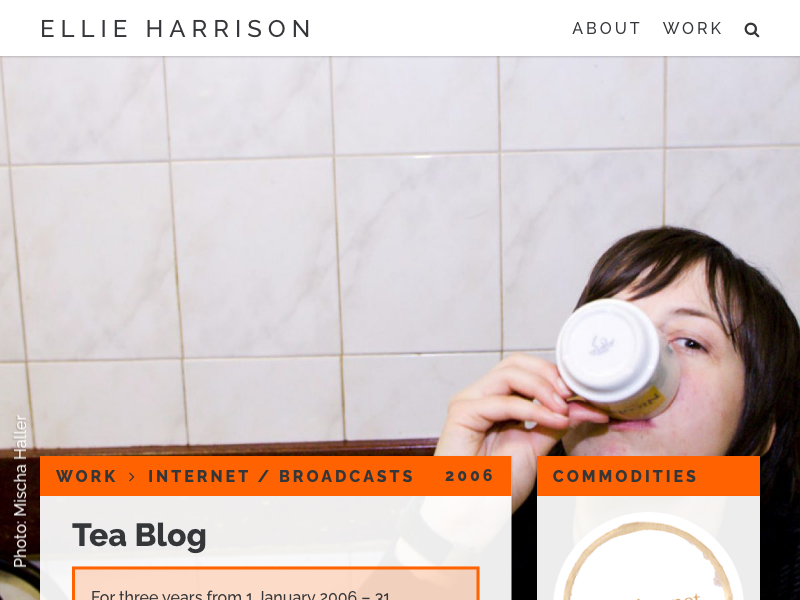 ELLIE HARRISON
ABOUT WORK
Photo: Mischa Haller
WORK > INTERNET / BROADCASTS 2006
COMMODITIES
Tea Blog
For three years from 1 January 2006 – 31